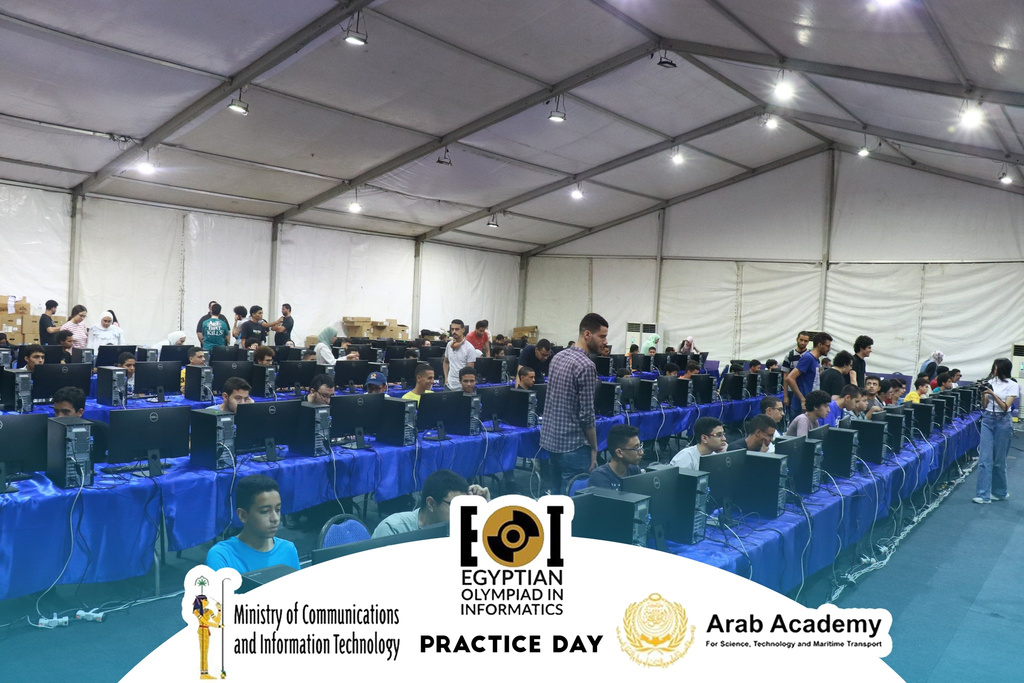 EOI
EGYPTIAN
OLYMPIAD IN
INFORMATICS
PRACTICE DAY
Ministry of Communications
and Information Technology
Arab Academy
For Science, Technology and Maritime Transport